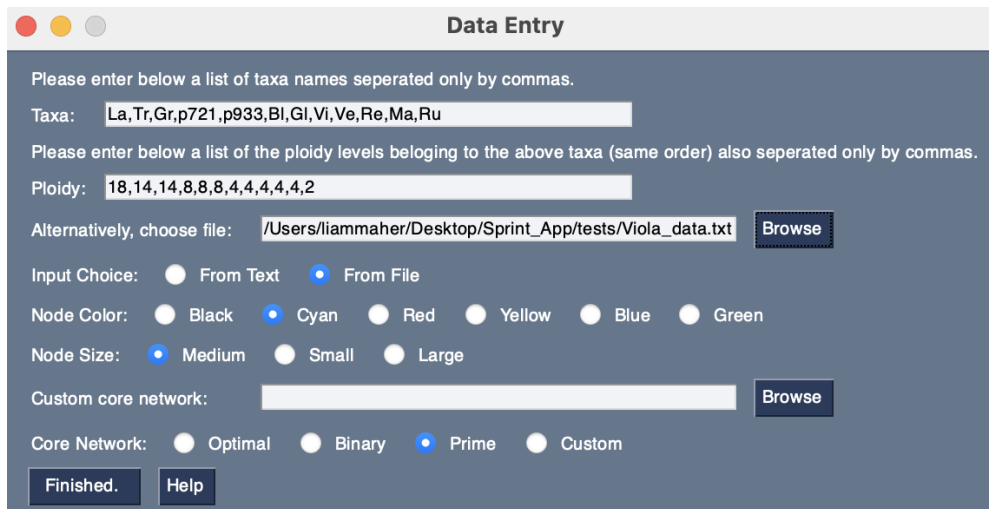 Data Entry
Please enter below a list of taxa names seperated only by commas.
Taxa: La,Tr,Gr,p721,p933,Bl,Gl,Vi,Ve,Re,Ma,Ru
Please enter below a list of the ploidy levels beloging to the above taxa (same order) also seperated only by commas.
Ploidy: 18,14,14,8,8,8,4,4,4,4,4,2
Alternatively, choose file: /Users/liammaher/Desktop/Sprint_App/tests/Viola_data.txt Browse
Input Choice: From Text From File
Node Color: Black Cyan Red Yellow Blue Green
Node Size: Medium Small Large
Custom core network: Browse
Core Network: Optimal Binary Prime Custom
Finished. Help